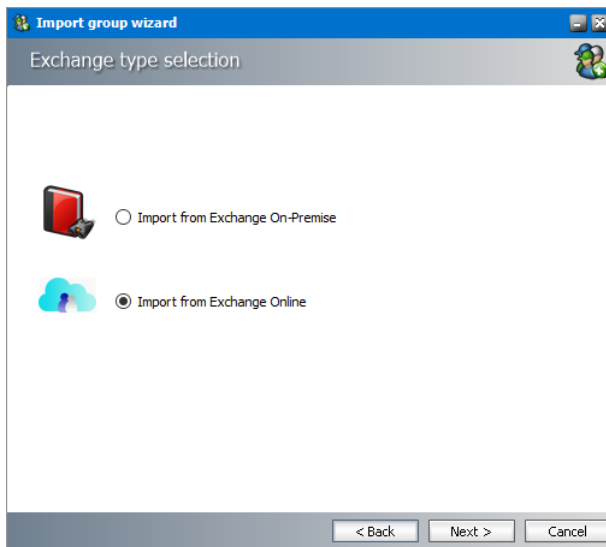 Import group wizard
Exchange type selection
Import from Exchange On-Premise
Import from Exchange Online
< Back
Next >
Cancel